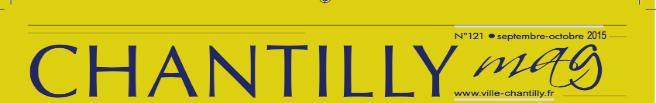 N°121 • septembre-octobre 2015
CHANTILLY mag
www.ville-chantilly.fr